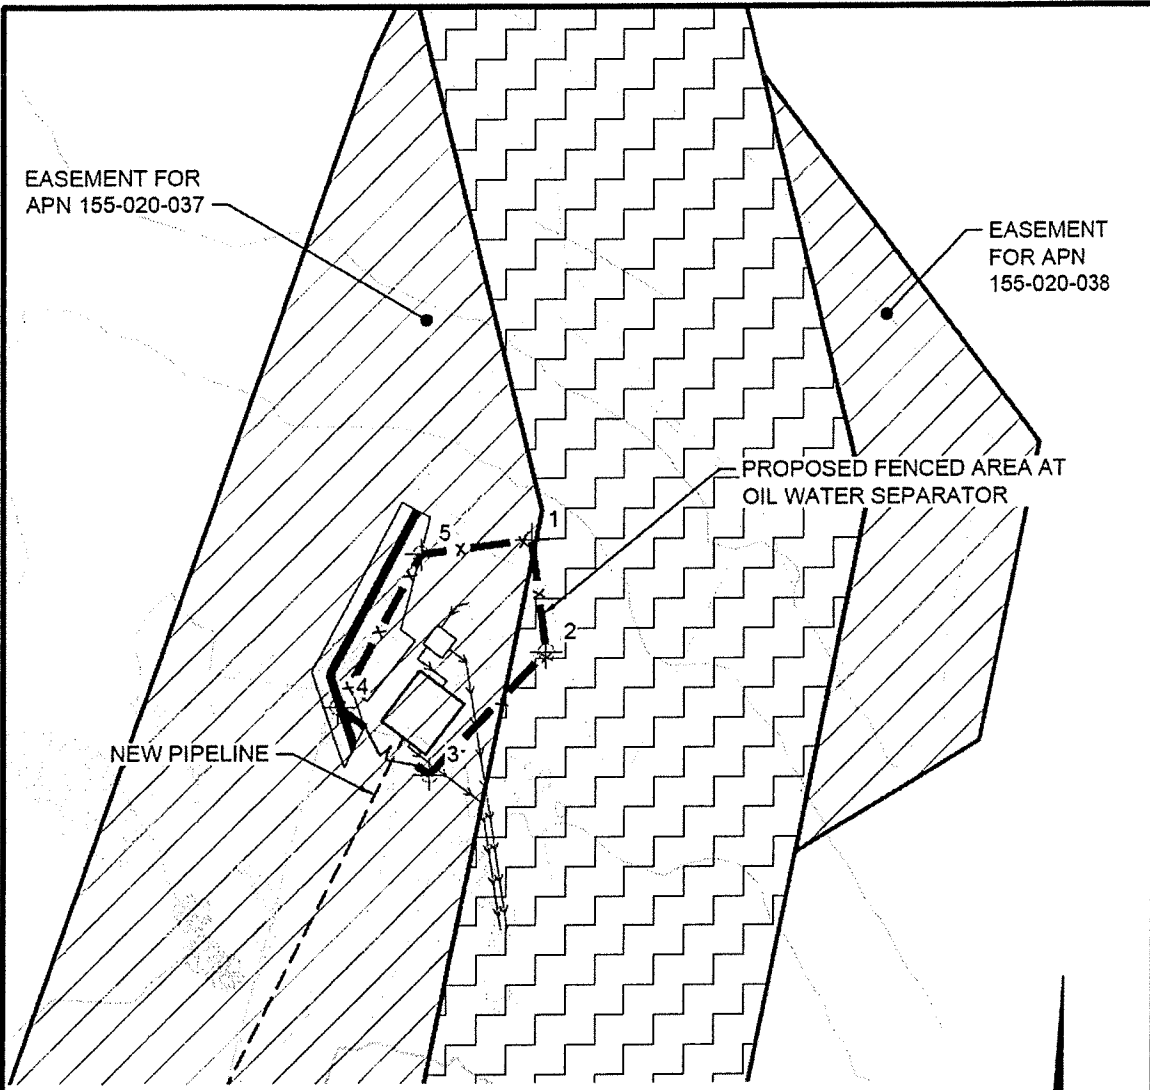 EASEMENT FOR
APN 155-020-037
EASEMENT
FOR APN
155-020-038
PROPOSED FENCED AREA AT
OIL WATER SEPARATOR
1
5
2
4
3
NEW PIPELINE